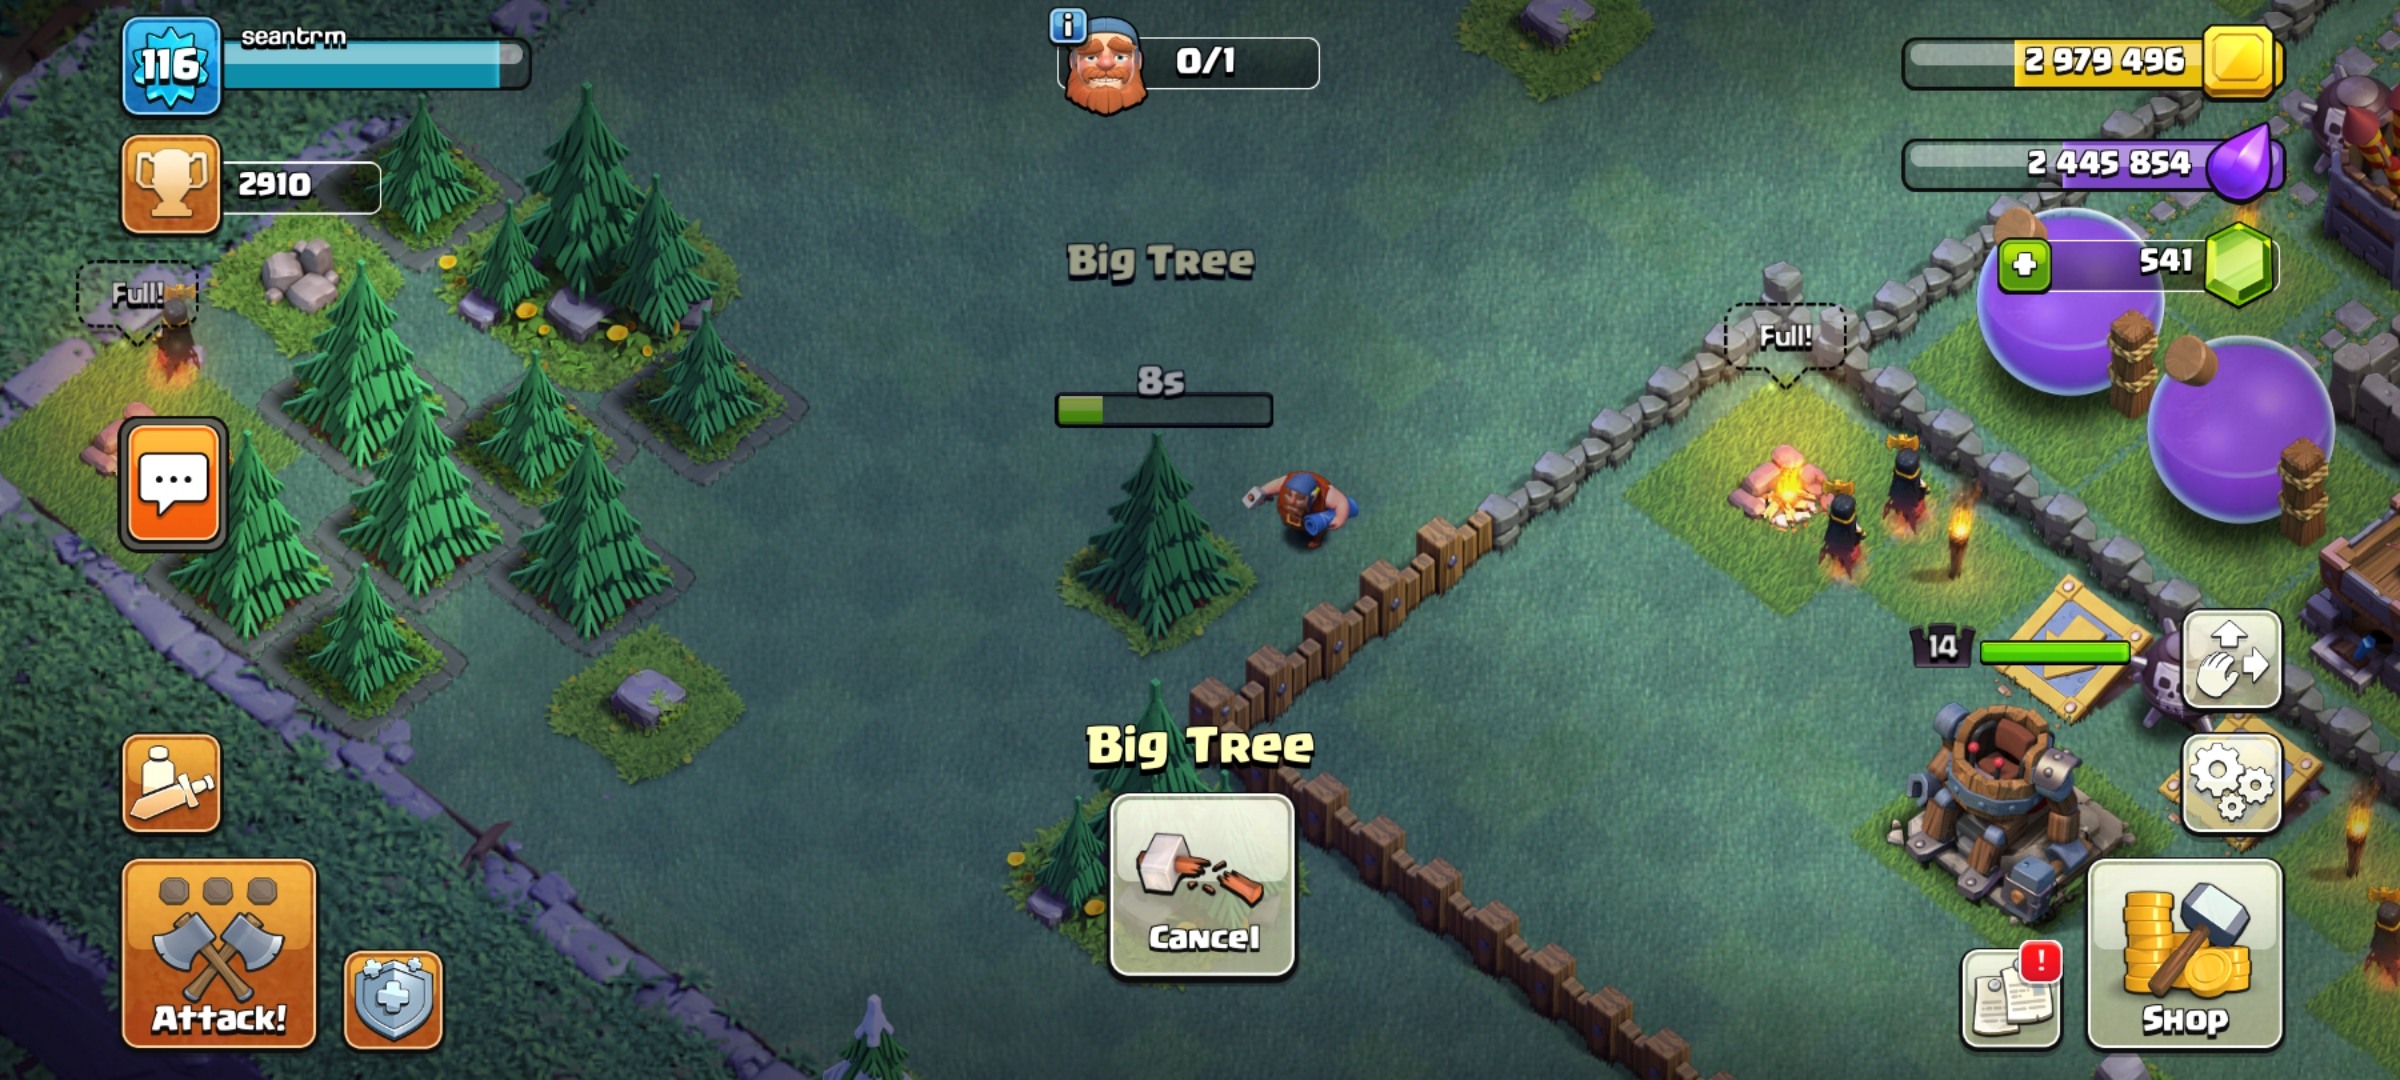 seantrm
116
0/1
2 979 496
2910
2 445 854
Big Tree
541
Full!
Full!
8s
14
Big Tree
Cancel
!
Attack!
Shop